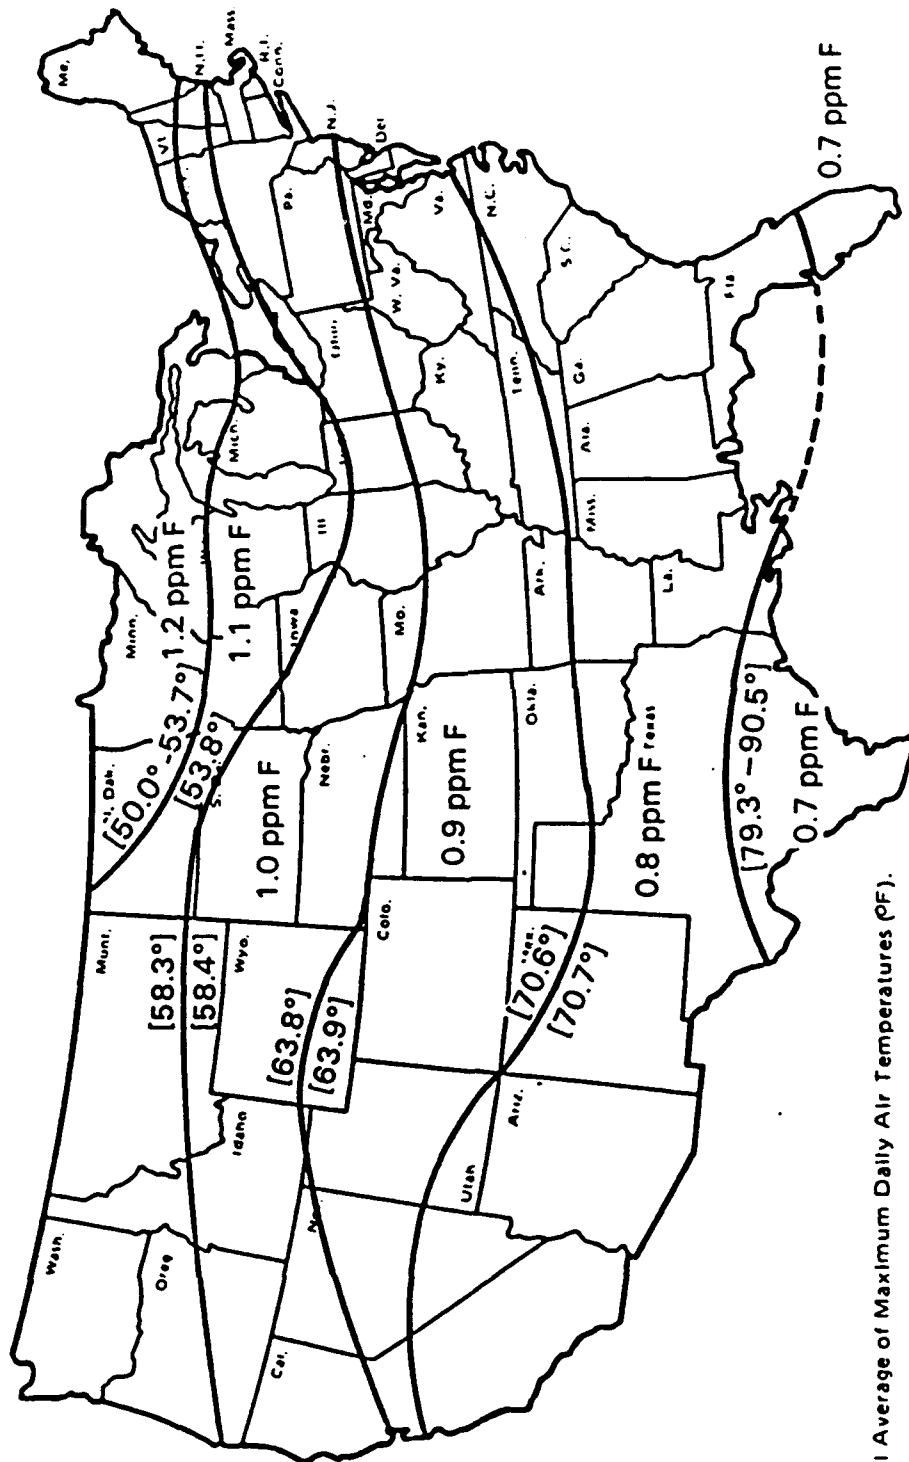 Wash.
Mont.
N. Dak.
Minn.
Me.
Vt.
N.H.
Mass.
R.I.
Conn.
Oreg
Idaho
[58.3°]
[58.4°]
Wyo.
[50.0° -53.7°]
[53.8°]
1.2 ppm F
1.1 ppm F
Mich.
1.0 ppm F
Nebr.
Iowa
Ill
Ohio
Pa.
N.J.
Del
Md.
Cal.
[63.8°]
[63.9°]
Utah
Colo.
Kan.
0.9 ppm F
Mo.
Ky.
W. Va.
Va.
[70.6°]
[70.7°]
Ariz.
Okla.
Ark.
Tenn.
N.C.
S.C.
0.8 ppm F
Texas
La.
Miss.
Ala.
Ga.
Fla.
[79.3° – 90.5°]
0.7 ppm F
0.7 ppm F
] Average of Maximum Daily Air Temperatures (°F).